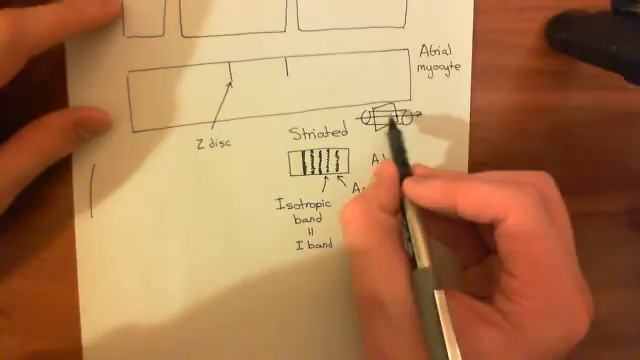 Atrial
myocyte
Z disc
Striated
Isotropic
band
=
I band